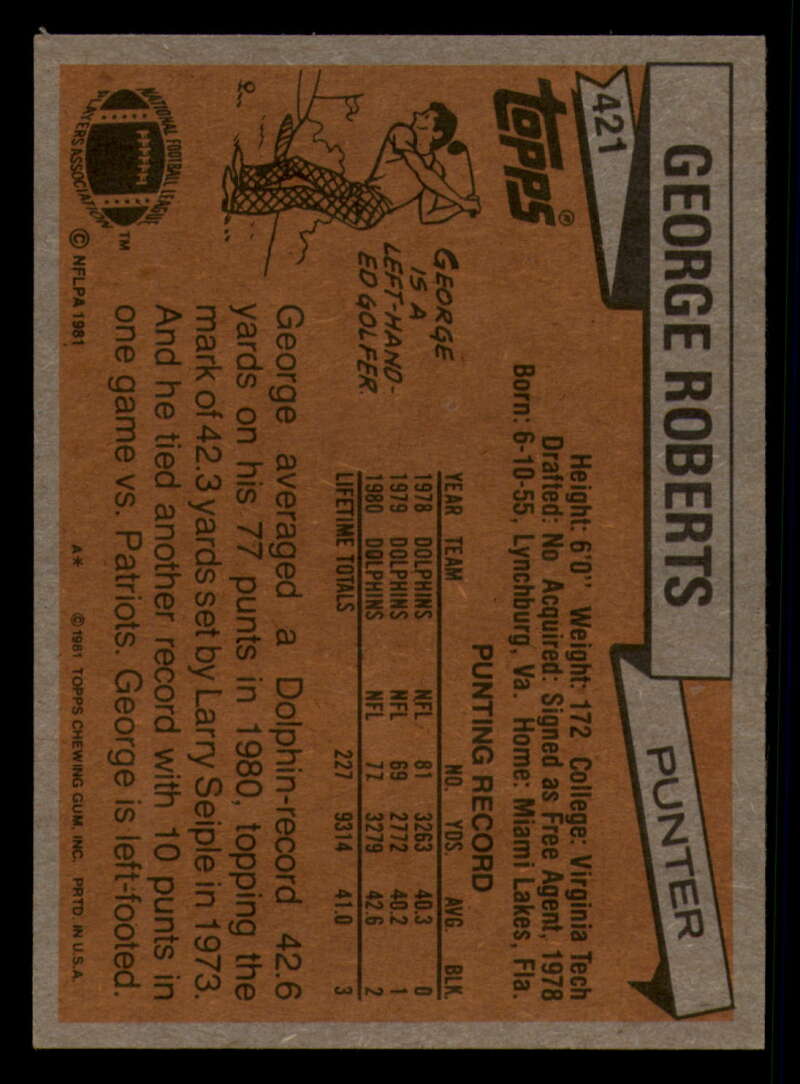 421
GEORGE ROBERTS
PUNTER
TOPPS®
Height: 6'0" Weight: 172 College: Virginia Tech
Drafted: No Acquired: Signed as Free Agent, 1978
Born: 6-10-55, Lynchburg, Va. Home: Miami Lakes, Fla.
PUNTING RECORD
YEAR TEAM NO. YDS. AVG. BLK.
1978 DOLPHINS NFL 81 3263 40.3 0
1979 DOLPHINS NFL 69 2772 40.2 1
1980 DOLPHINS NFL 77 3279 42.6 2
LIFETIME TOTALS 227 9314 41.0 3
GEORGE
IS A
LEFT-HAND-
ED GOLFER.
George averaged a Dolphin-record 42.6
yards on his 77 punts in 1980, topping the
mark of 42.3 yards set by Larry Seiple in 1973.
And he tied another record with 10 punts in
one game vs. Patriots. George is left-footed.
NATIONAL FOOTBALL LEAGUE
PLAYERS ASSOCIATION
™
© NFLPA 1981
A* ©1981 TOPPS CHEWING GUM, INC. PRTD. IN U.S.A.